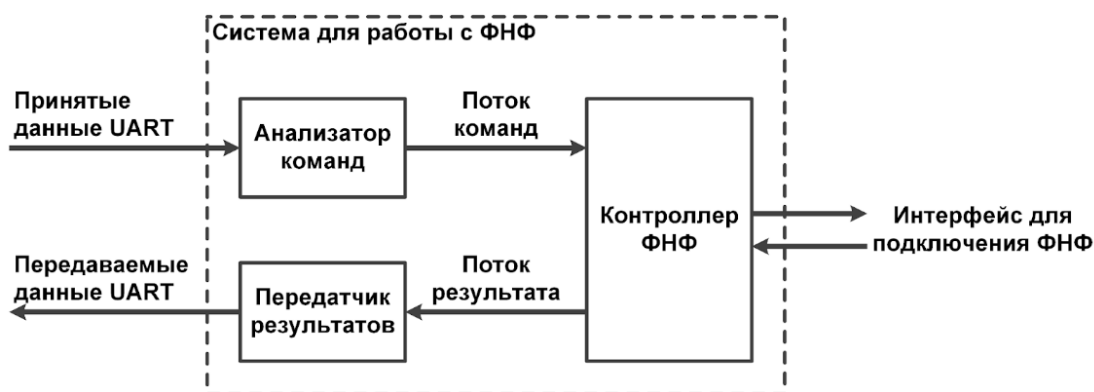 Система для работы с ФНФ
Принятые
данные UART
Анализатор
команд
Поток
команд
Контроллер
ФНФ
Интерфейс для
подключения ФНФ
Передаваемые
данные UART
Передатчик
результатов
Поток
результата